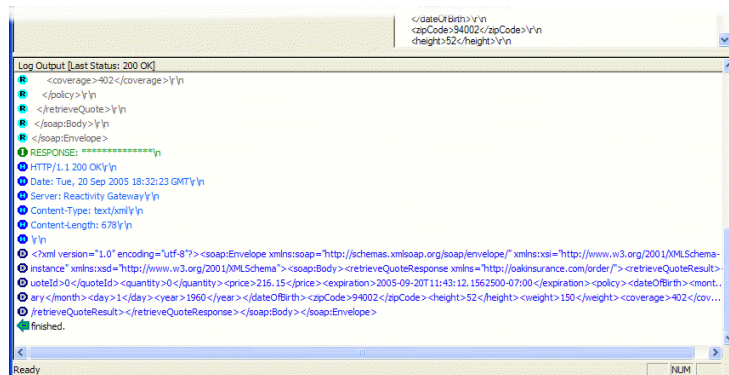 </dateOfBirth>\r\n
<zipCode>94002</zipCode>\r\n
<height>52</height>\r\n
Log Output [Last Status: 200 OK]
R <coverage>402</coverage>\r\n
R </policy>\r\n
R </retrieveQuote>\r\n
R </soap:Body>\r\n
R </soap:Envelope>
I RESPONSE: **************\n
H HTTP/1.1 200 OK\r\n
H Date: Tue, 20 Sep 2005 18:32:23 GMT\r\n
H Server: Reactivity Gateway\r\n
H Content-Type: text/xml\r\n
H Content-Length: 678\r\n
H \r\n
D <?xml version="1.0" encoding="utf-8"?><soap:Envelope xmlns:soap="http://schemas.xmlsoap.org/soap/envelope/" xmlns:xsi="http://www.w3.org/2001/XMLSchema-
D instance" xmlns:xsd="http://www.w3.org/2001/XMLSchema"><soap:Body><retrieveQuoteResponse xmlns="http://oakinsurance.com/order/"><retrieveQuoteResult>
D uoteId>0</quoteId><quantity>0</quantity><price>216.15</price><expiration>2005-09-20T11:43:12.1562500-07:00</expiration><policy><dateOfBirth><mont...
D ary</month><day>1</day><year>1960</year></dateOfBirth><zipCode>94002</zipCode><height>52</height><weight>150</weight><coverage>402</cov...
D /retrieveQuoteResult></retrieveQuoteResponse></soap:Body></soap:Envelope>
finished.
Ready NUM